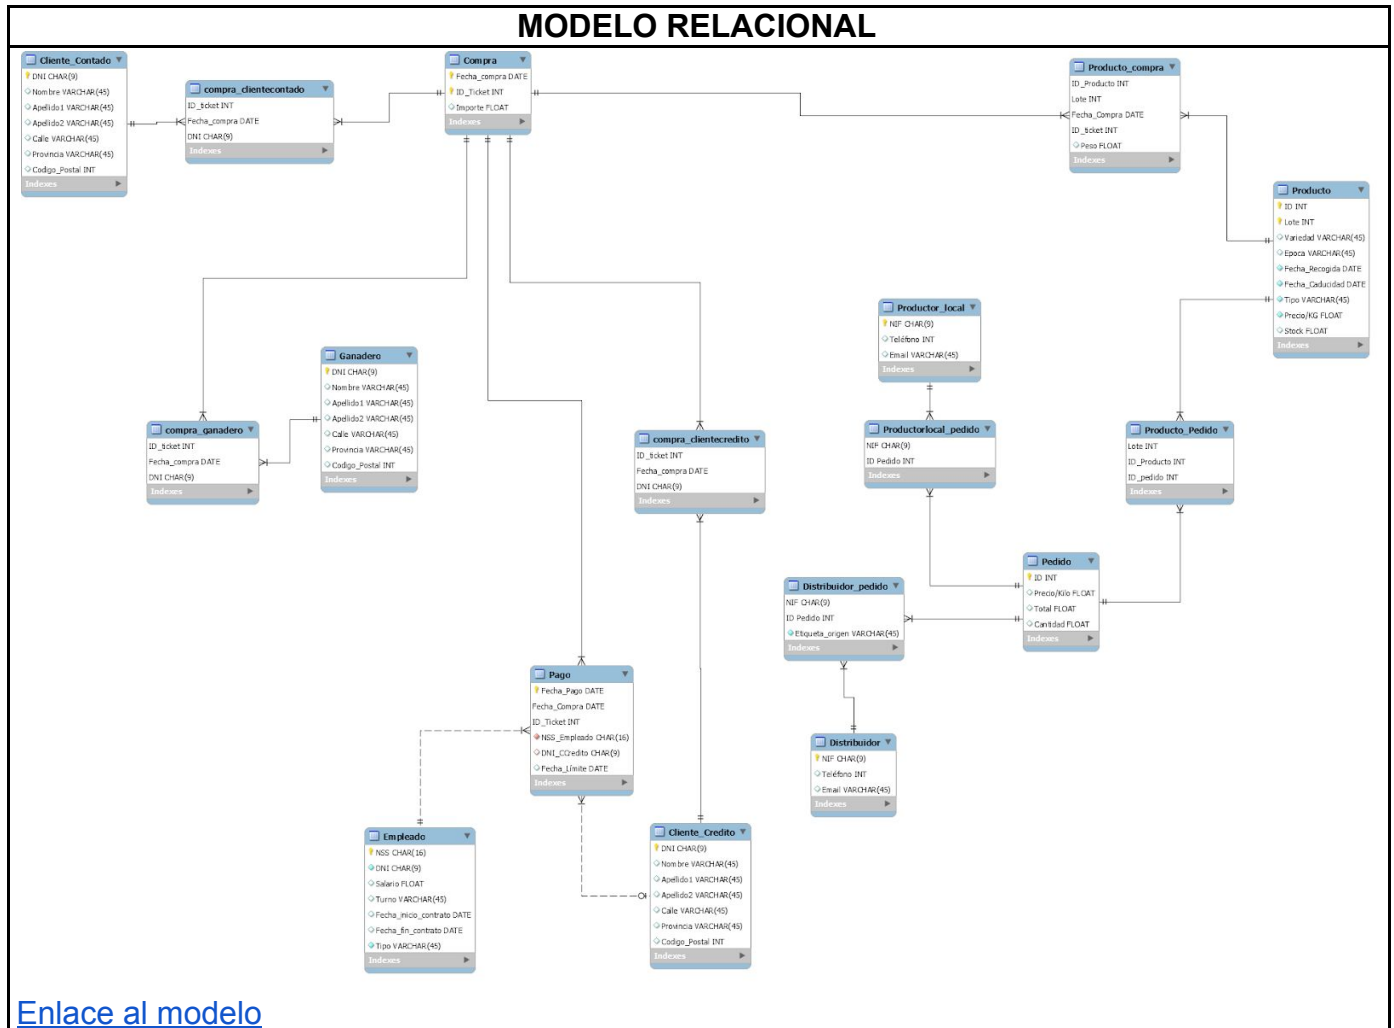 MODELO RELACIONAL
Cliente_Contado
DNI CHAR(9)
Nombre VARCHAR(45)
Apellido1 VARCHAR(45)
Apellido2 VARCHAR(45)
Calle VARCHAR(45)
Provincia VARCHAR(45)
Codigo_Postal INT
Indexes
compra_clientecontado
ID_ticket INT
Fecha_compra DATE
DNI CHAR(9)
Indexes
Compra
Fecha_compra DATE
ID_Ticket INT
Importe FLOAT
Indexes
Producto_compra
ID_Producto INT
Lote INT
Fecha_Compra DATE
ID_ticket INT
Peso FLOAT
Indexes
Producto
ID INT
Lote INT
Variedad VARCHAR(45)
Epoca VARCHAR(45)
Fecha_Recogida DATE
Fecha_Caducidad DATE
Tipo VARCHAR(45)
Precio/KG FLOAT
Stock FLOAT
Indexes
Productor_local
NIF CHAR(9)
Teléfono INT
Email VARCHAR(45)
Indexes
Ganadero
DNI CHAR(9)
Nombre VARCHAR(45)
Apellido1 VARCHAR(45)
Apellido2 VARCHAR(45)
Calle VARCHAR(45)
Provincia VARCHAR(45)
Codigo_Postal INT
Indexes
compra_ganadero
ID_ticket INT
Fecha_compra DATE
DNI CHAR(9)
Indexes
compra_clientecredito
ID_ticket INT
Fecha_compra DATE
DNI CHAR(9)
Indexes
Productorlocal_pedido
NIF CHAR(9)
ID Pedido INT
Indexes
Producto_Pedido
Lote INT
ID_Producto INT
ID_pedido INT
Indexes
Pedido
ID INT
Precio/Kilo FLOAT
Total FLOAT
Cantidad FLOAT
Indexes
Distribuidor_pedido
NIF CHAR(9)
ID Pedido INT
Etiqueta_origen VARCHAR(45)
Indexes
Pago
Fecha_Pago DATE
Fecha_Compra DATE
ID_Ticket INT
NSS_Empleado CHAR(16)
DNI_CCredito CHAR(9)
Fecha_Límite DATE
Indexes
Distribuidor
NIF CHAR(9)
Teléfono INT
Email VARCHAR(45)
Indexes
Empleado
NSS CHAR(16)
DNI CHAR(9)
Salario FLOAT
Turno VARCHAR(45)
Fecha_inicio_contrato DATE
Fecha_fin_contrato DATE
Tipo VARCHAR(45)
Indexes
Cliente_Credito
DNI CHAR(9)
Nombre VARCHAR(45)
Apellido1 VARCHAR(45)
Apellido2 VARCHAR(45)
Calle VARCHAR(45)
Provincia VARCHAR(45)
Codigo_Postal INT
Indexes
Enlace al modelo